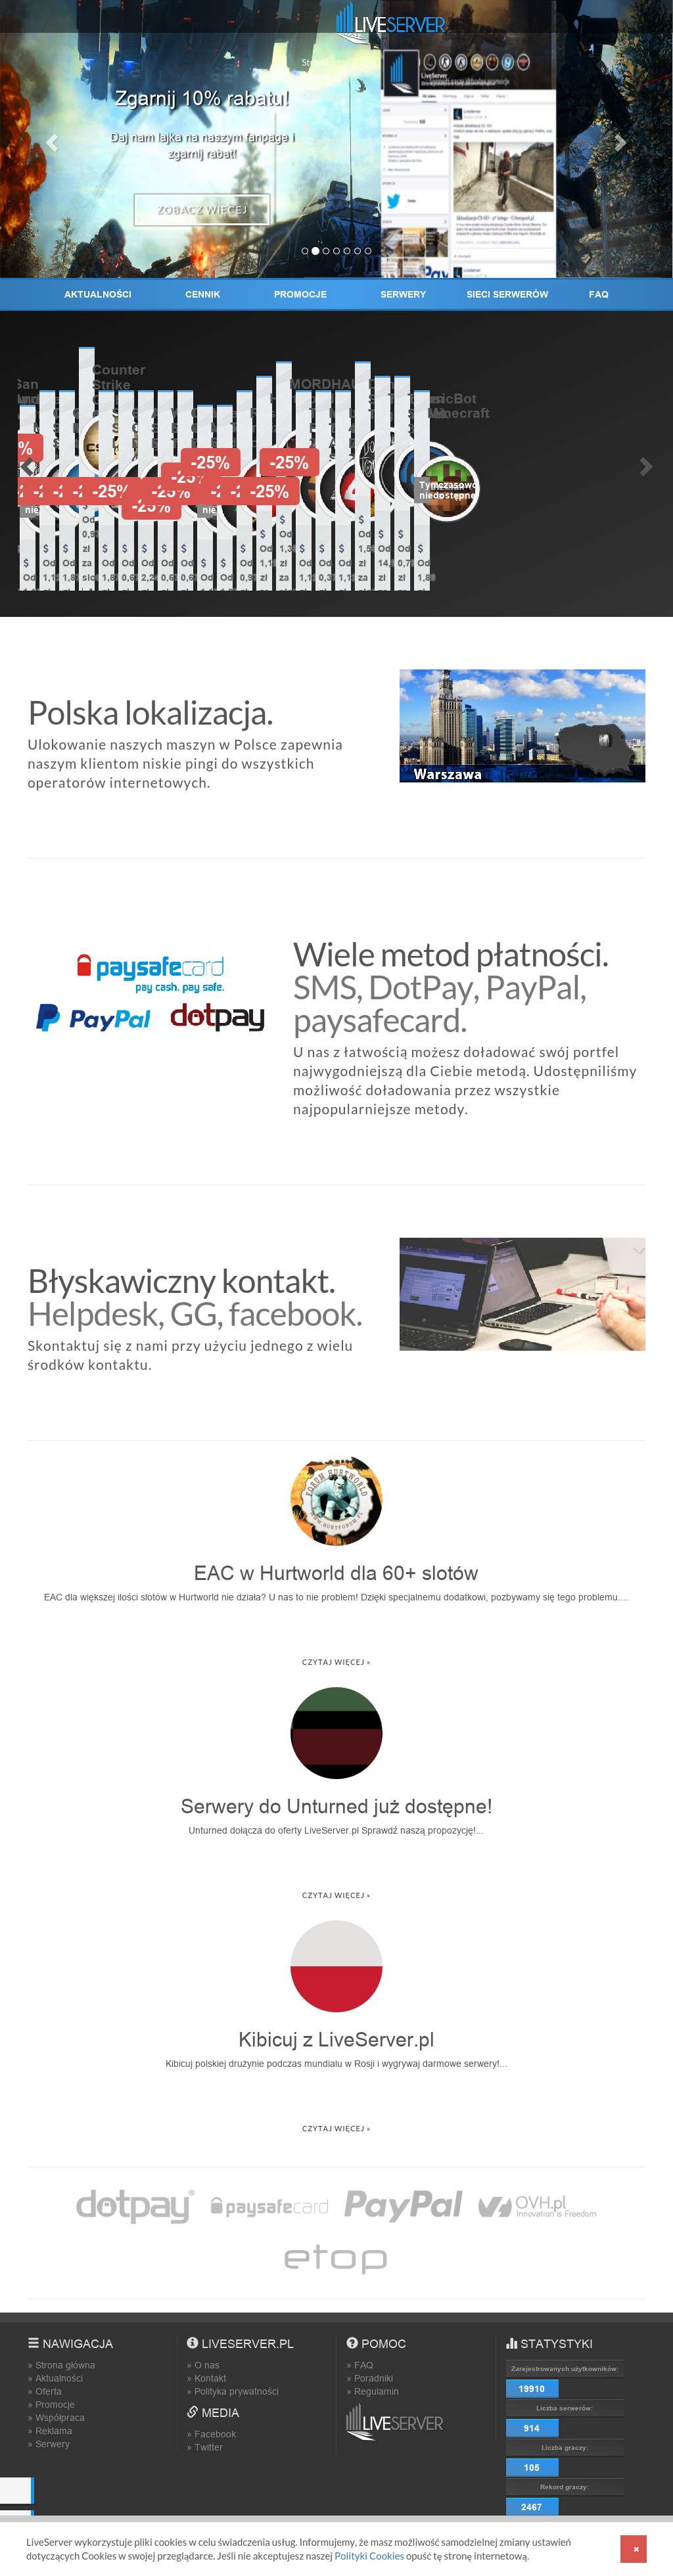 LIVESERVER
Zgarnij 10% rabatu!
Daj nam lajka na naszym fanpage i
zgarnij rabat!
ZOBACZ WIĘCEJ
LiveServer
Twitter
AKTUALNOŚCI CENNIK PROMOCJE SERWERY SIECI SERWERÓW FAQ
Counter
Strike
-25%
-25%
-25%
-25%
-25%
-25%
-25%
Bot
Minecraft
Tymczasowo
niedostępne
Polska lokalizacja.
Ulokowanie naszych maszyn w Polsce zapewnia
naszym klientom niskie pingi do wszystkich
operatorów internetowych.
Warszawa
paysafecard
pay cash. pay safe.
PayPal
dotpay
Wiele metod płatności.
SMS, DotPay, PayPal,
paysafecard.
U nas z łatwością możesz doładować swój portfel
najwygodniejszą dla Ciebie metodą. Udostępniliśmy
możliwość doładowania przez wszystkie
najpopularniejsze metody.
Błyskawiczny kontakt.
Helpdesk, GG, facebook.
Skontaktuj się z nami przy użyciu jednego z wielu
środków kontaktu.
FORUM HURTWORLD
WWW.HURTFORUM.PL
EAC w Hurtworld dla 60+ slotów
EAC dla większej ilości slotów w Hurtworld nie działa? U nas to nie problem! Dzięki specjalnemu dodatkowi, pozbywamy się tego problemu....
CZYTAJ WIĘCEJ »
Serwery do Unturned już dostępne!
Unturned dołącza do oferty LiveServer.pl Sprawdź naszą propozycję!...
CZYTAJ WIĘCEJ »
Kibicuj z LiveServer.pl
Kibicuj polskiej drużynie podczas mundialu w Rosji i wygrywaj darmowe serwery!...
CZYTAJ WIĘCEJ »
dotpay® paysafecard PayPal OVH.pl
Innovation is Freedom
etop
NAWIGACJA
» Strona główna
» Aktualności
» Oferta
» Promocje
» Współpraca
» Reklama
» Serwery
LIVESERVER.PL
» O nas
» Kontakt
» Polityka prywatności
MEDIA
» Facebook
» Twitter
POMOC
» FAQ
» Poradniki
» Regulamin
LIVESERVER
STATYSTYKI
Zarejestrowanych użytkowników:
19910
Liczba serwerów:
914
Liczba graczy:
105
Rekord graczy:
2467
LiveServer wykorzystuje pliki cookies w celu świadczenia usług. Informujemy, że masz możliwość samodzielnej zmiany ustawień
dotyczących Cookies w swojej przeglądarce. Jeśli nie akceptujesz naszej Polityki Cookies opuść tę stronę internetową.